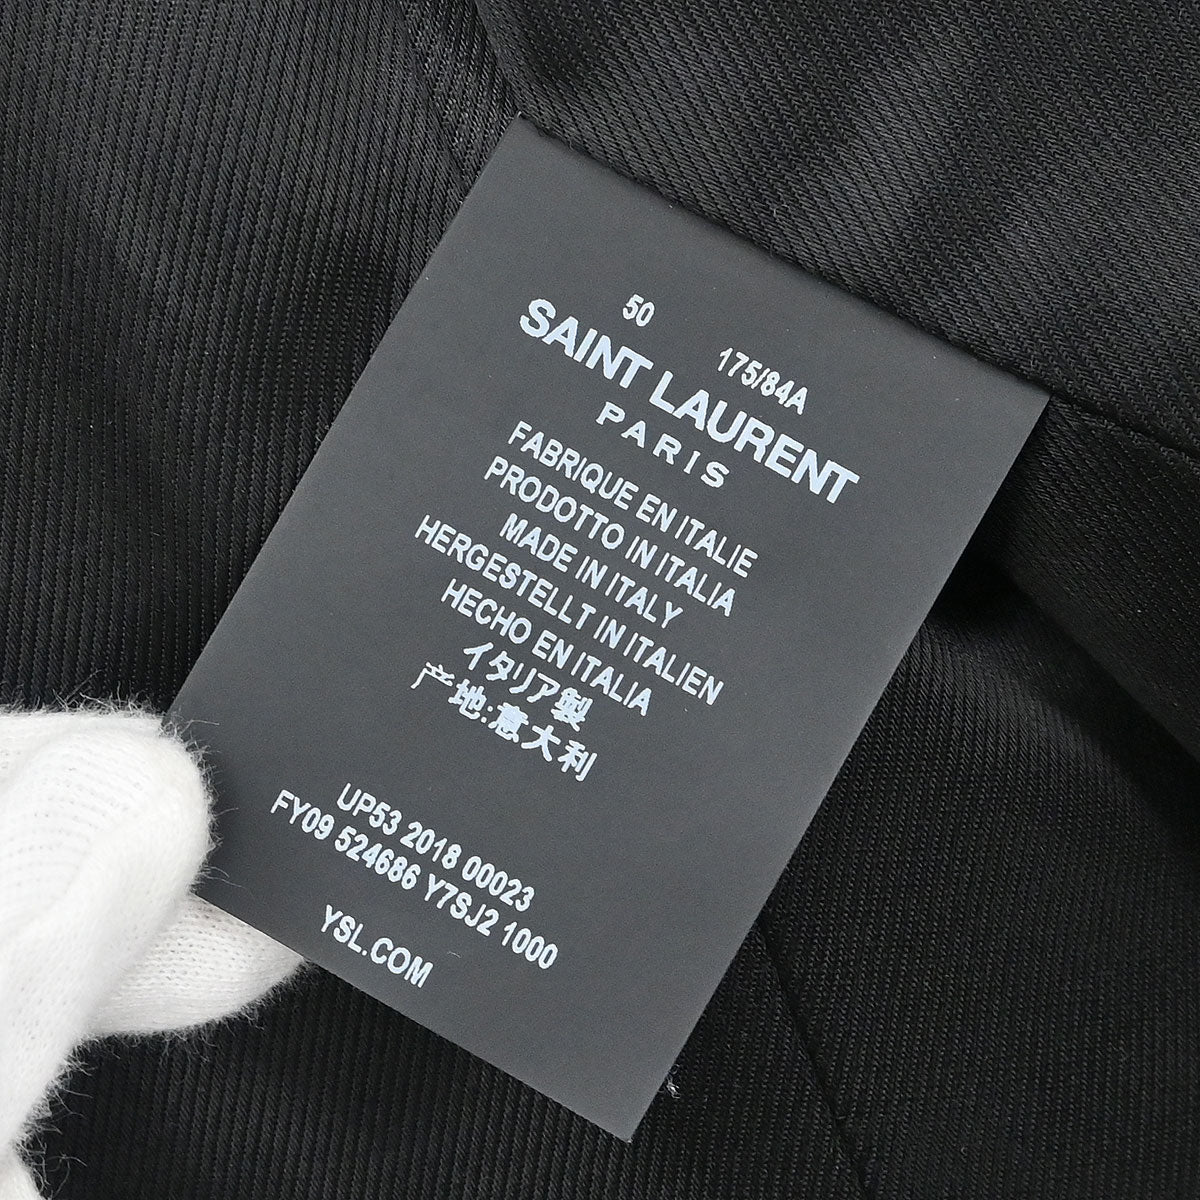 50
175/84A
SAINT LAURENT
PARIS
FABRIQUE EN ITALIE
PRODOTTO IN ITALIA
MADE IN ITALY
HERGESTELLT IN ITALIEN
HECHO EN ITALIA
イタリア製
产地:意大利
UP53 2018 00023
FY09 524686 Y7SJ2 1000
YSL.COM